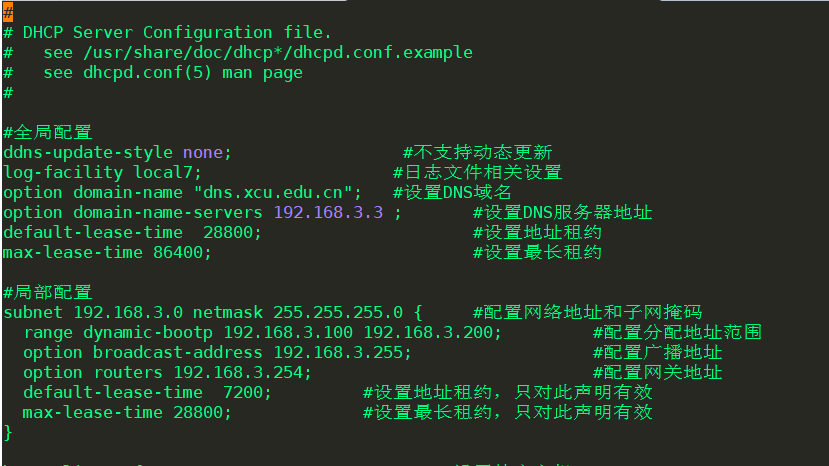 #
# DHCP Server Configuration file.
#   see /usr/share/doc/dhcp*/dhcpd.conf.example
#   see dhcpd.conf(5) man page
#

#全局配置
ddns-update-style none;                 #不支持动态更新
log-facility local7;                   #日志文件相关设置
option domain-name "dns.xcu.edu.cn";   #设置DNS域名
option domain-name-servers 192.168.3.3 ;       #设置DNS服务器地址
default-lease-time  28800;                     #设置地址租约
max-lease-time 86400;                          #设置最长租约

#局部配置
subnet 192.168.3.0 netmask 255.255.255.0 {     #配置网络地址和子网掩码
  range dynamic-bootp 192.168.3.100 192.168.3.200;         #配置分配地址范围
  option broadcast-address 192.168.3.255;                  #配置广播地址
  option routers 192.168.3.254;                            #配置网关地址
  default-lease-time  7200;         #设置地址租约，只对此声明有效
  max-lease-time 28800;             #设置最长租约，只对此声明有效
}